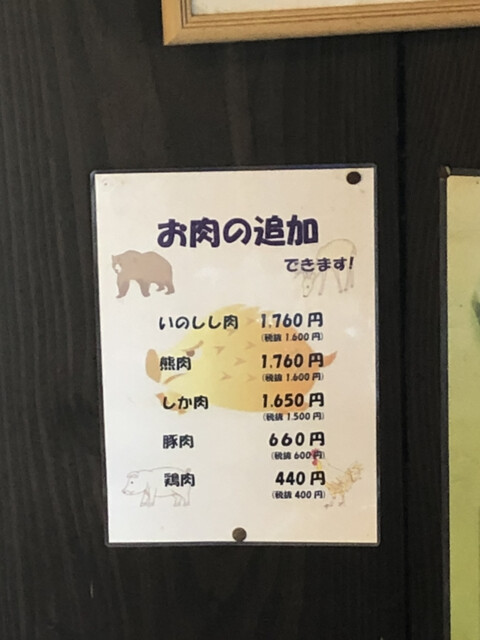 お肉の追加
できます!
いのしし肉 1.760円
(税抜 1.600円)
熊肉 1.760円
(税抜 1.600円)
しか肉 1.650円
(税抜 1.500円)
豚肉 660円
(税抜 600円)
鶏肉 440円
(税抜 400円)